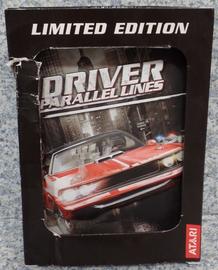 LIMITED EDITION
DRIVER
PARALLEL LINES
ATARI